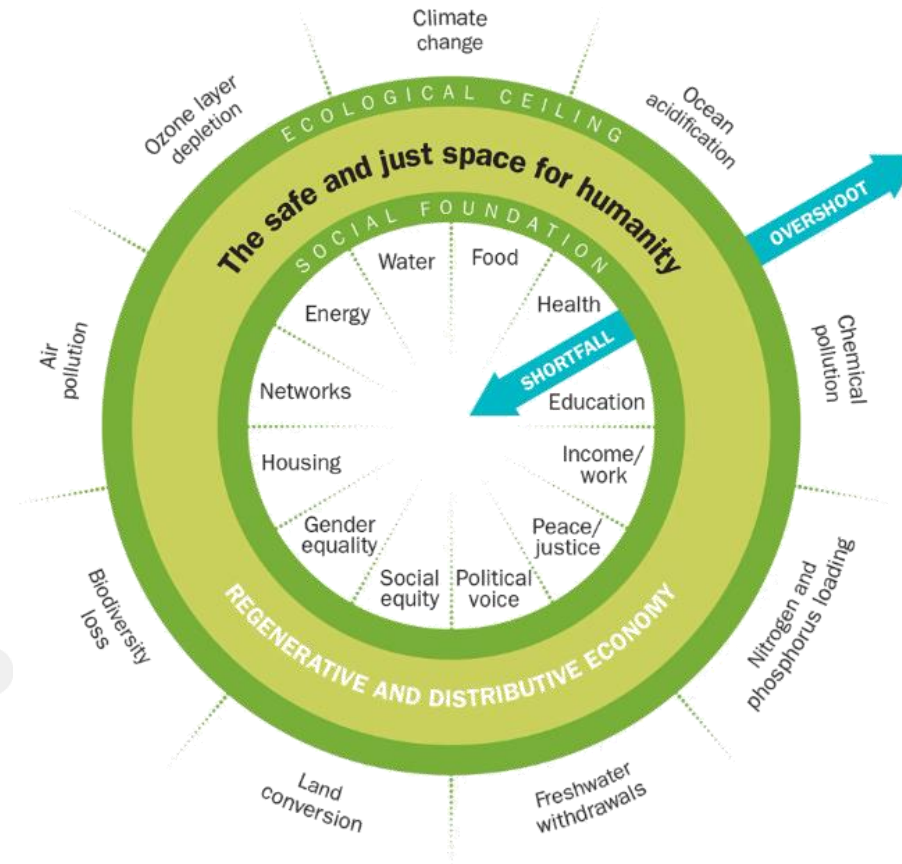 Climate
change
Ocean
acidification
Chemical
pollution
Nitrogen and
phosphorus loading
Freshwater
withdrawals
Land
conversion
Biodiversity
loss
Air
pollution
Ozone layer
depletion
ECOLOGICAL CEILING
OVERSHOOT
The safe and just space for humanity
SOCIAL FOUNDATION
Water
Food
Health
SHORTFALL
Education
Income/
work
Peace/
justice
Political
voice
Social
equity
Gender
equality
Housing
Networks
Energy
REGENERATIVE AND DISTRIBUTIVE ECONOMY